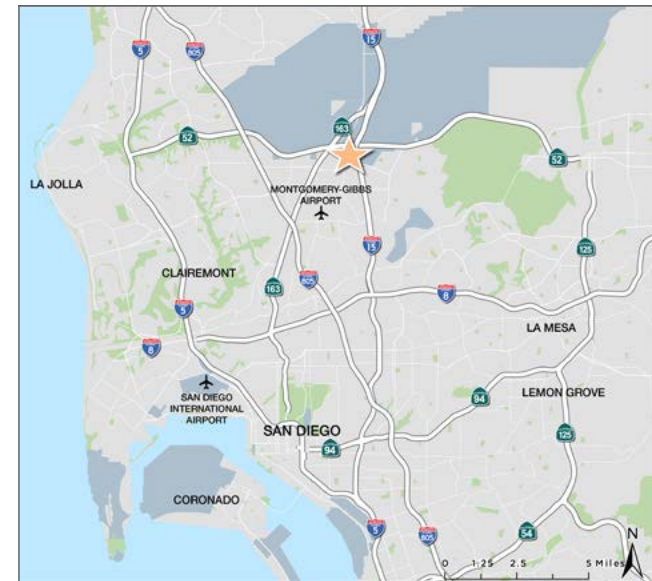 5
805
15
163
52
52
LA JOLLA
MONTGOMERY-GIBBS
AIRPORT
15
125
CLAIREMONT
805
163
8
5
LA MESA
8
SAN DIEGO
INTERNATIONAL
AIRPORT
94
LEMON GROVE
SAN DIEGO
94
125
CORONADO
5
805
54
N
0 1.25 2.5 5 Miles